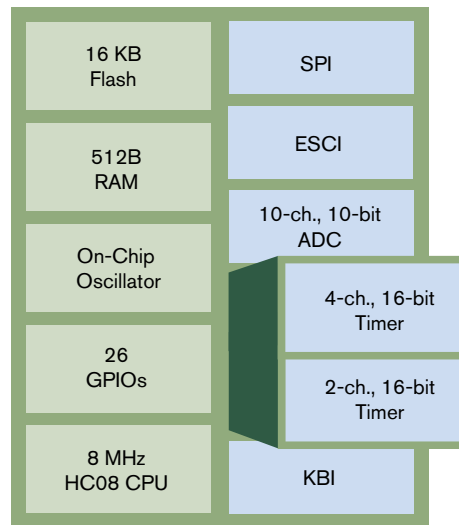 16 KB
Flash
512B
RAM
On-Chip
Oscillator
26
GPIOs
8 MHz
HC08 CPU
SPI
ESCI
10-ch., 10-bit
ADC
4-ch., 16-bit
Timer
2-ch., 16-bit
Timer
KBI